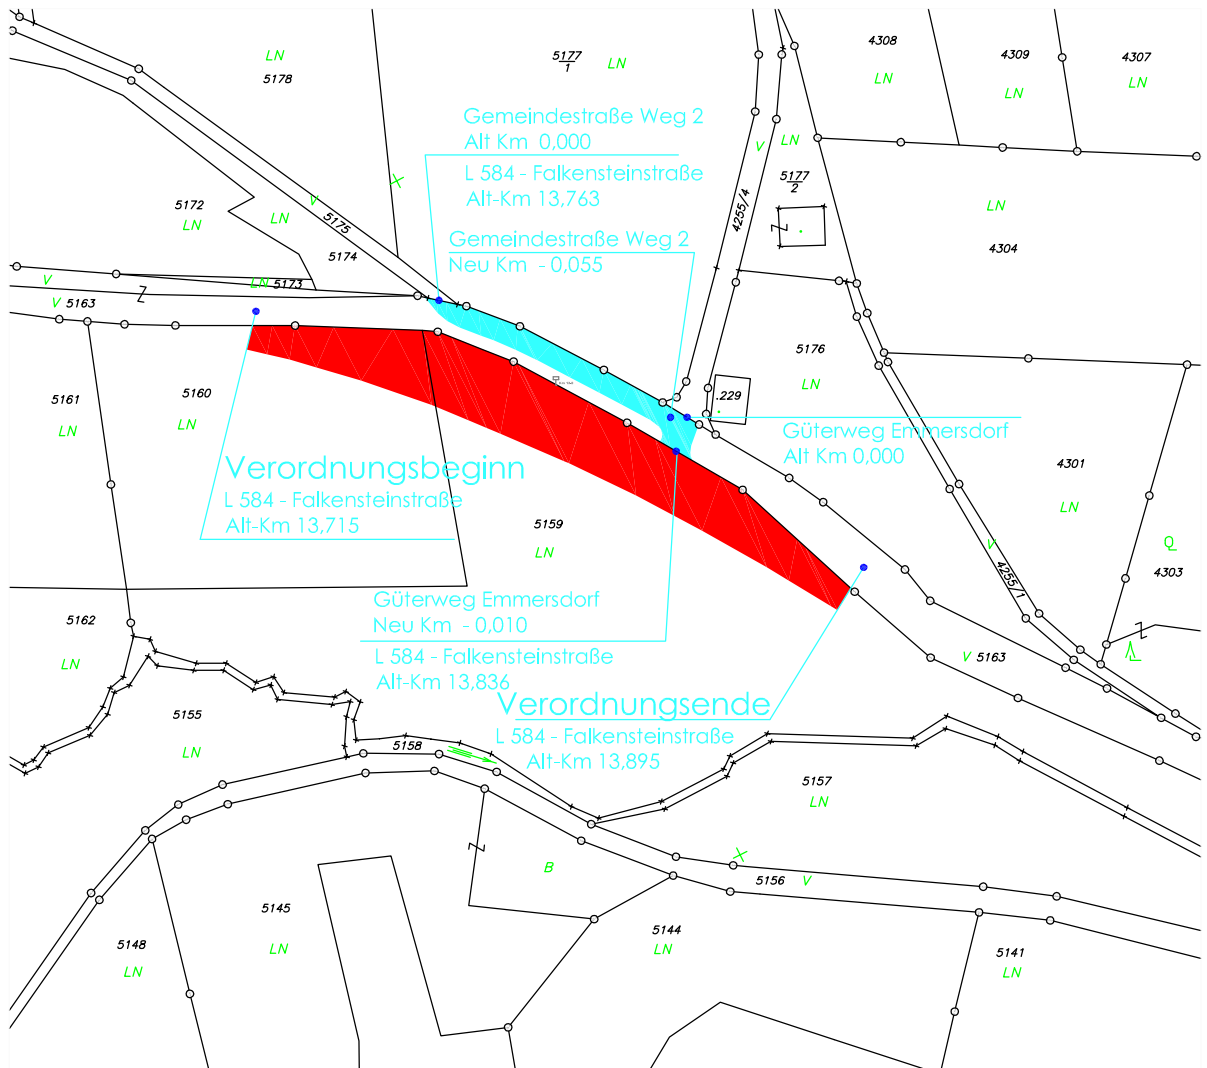 4308
4309
4307
5177
1
LN
LN
5178
LN
LN
LN
Gemeindestraße Weg 2
Alt Km 0,000
L 584 - Falkensteinstraße
Alt-Km 13,763
V
LN
5177
2
4255/4
5172
LN
LN
V
5175
5174
LN
4304
Gemeindestraße Weg 2
Neu Km - 0,055
V
LN
5173
V
5163
5176
LN
.229
5161
LN
5160
LN
Güterweg Emmersdorf
Alt Km 0,000
4301
LN
Verordnungsbeginn
L 584 - Falkensteinstraße
Alt-Km 13,715
5159
LN
V
Q
4303
4255/1
Güterweg Emmersdorf
Neu Km - 0,010
L 584 - Falkensteinstraße
Alt-Km 13,836
5162
LN
V 5163
Verordnungsende
L 584 - Falkensteinstraße
Alt-Km 13,895
5155
LN
5158
5157
LN
B
5156
V
5145
LN
5148
LN
5144
LN
5141
LN